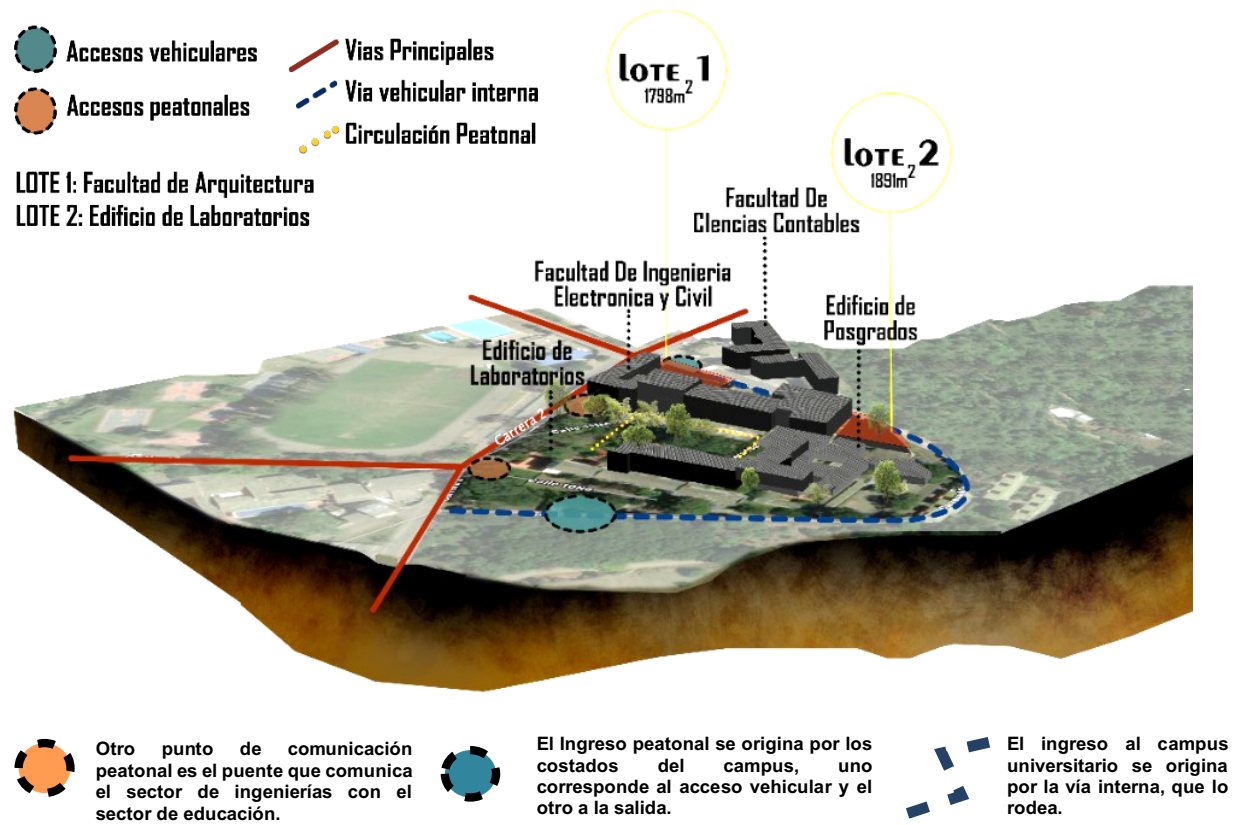 Accesos vehiculares
Accesos peatonales
Vias Principales
Via vehicular interna
Circulación Peatonal
LOTE 1: Facultad de Arquitectura
LOTE 2: Edificio de Laboratorios
LOTE 1
1798m²
LOTE 2
1891m²
Facultad De
CIencias Contables
Facultad De Ingenieria
Electronica y Civil
Edificio de
Posgrados
Edificio de
Laboratorios
Carrera 2
Otro punto de comunicación
peatonal es el puente que comunica
el sector de ingenierías con el
sector de educación.
El Ingreso peatonal se origina por los
costados del campus, uno
corresponde al acceso vehicular y el
otro a la salida.
El ingreso al campus
universitario se origina
por la vía interna, que lo
rodea.